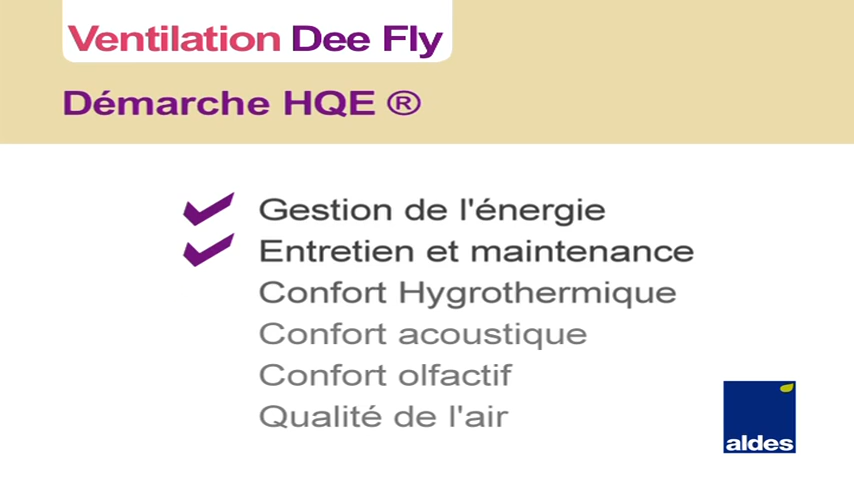 Ventilation Dee Fly
Démarche HQE ®
Gestion de l'énergie
Entretien et maintenance
Confort Hygrothermique
Confort acoustique
Confort olfactif
Qualité de l'air
aldes